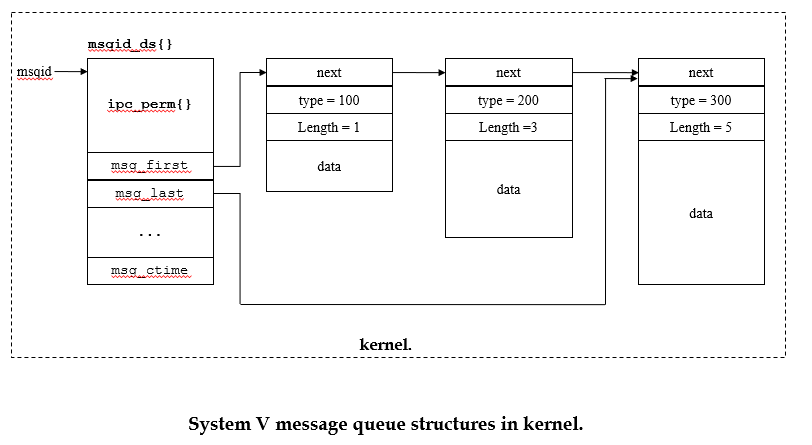 msqid_ds{}
msqid
ipc_perm{}
msg_first
msg_last
...
msg_ctime
next
type = 100
Length = 1
data
next
type = 200
Length =3
data
next
type = 300
Length = 5
data
kernel.
System V message queue structures in kernel.